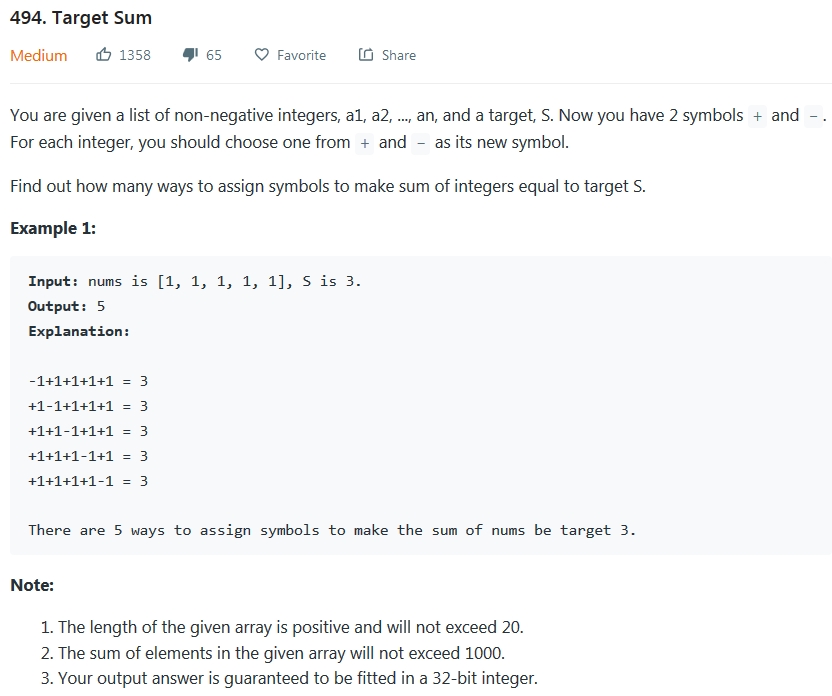 494. Target Sum
Medium 1358 65 Favorite Share
You are given a list of non-negative integers, a1, a2, ..., an, and a target, S. Now you have 2 symbols + and -.
For each integer, you should choose one from + and - as its new symbol.
Find out how many ways to assign symbols to make sum of integers equal to target S.
Example 1:
Input: nums is [1, 1, 1, 1, 1], S is 3.
Output: 5
Explanation:
-1+1+1+1+1 = 3
+1-1+1+1+1 = 3
+1+1-1+1+1 = 3
+1+1+1-1+1 = 3
+1+1+1+1-1 = 3
There are 5 ways to assign symbols to make the sum of nums be target 3.
Note:
1. The length of the given array is positive and will not exceed 20.
2. The sum of elements in the given array will not exceed 1000.
3. Your output answer is guaranteed to be fitted in a 32-bit integer.